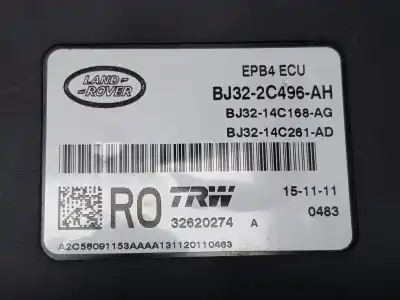 LAND-
-ROVER
EPB4 ECU
BJ32-2C496-AH
BJ32-14C168-AG
BJ32-14C261-AD
RO TRW 15-11-11
32620274 A 0483
A2C58091153AAAA131120110483